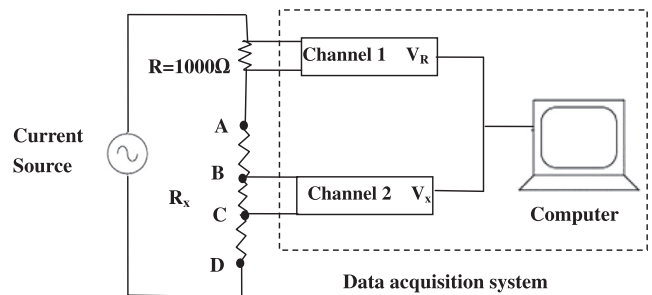 R=1000Ω
Channel 1 V_R
A
Current
Source
B
R_x
Channel 2 V_x
C
Computer
D
Data acquisition system